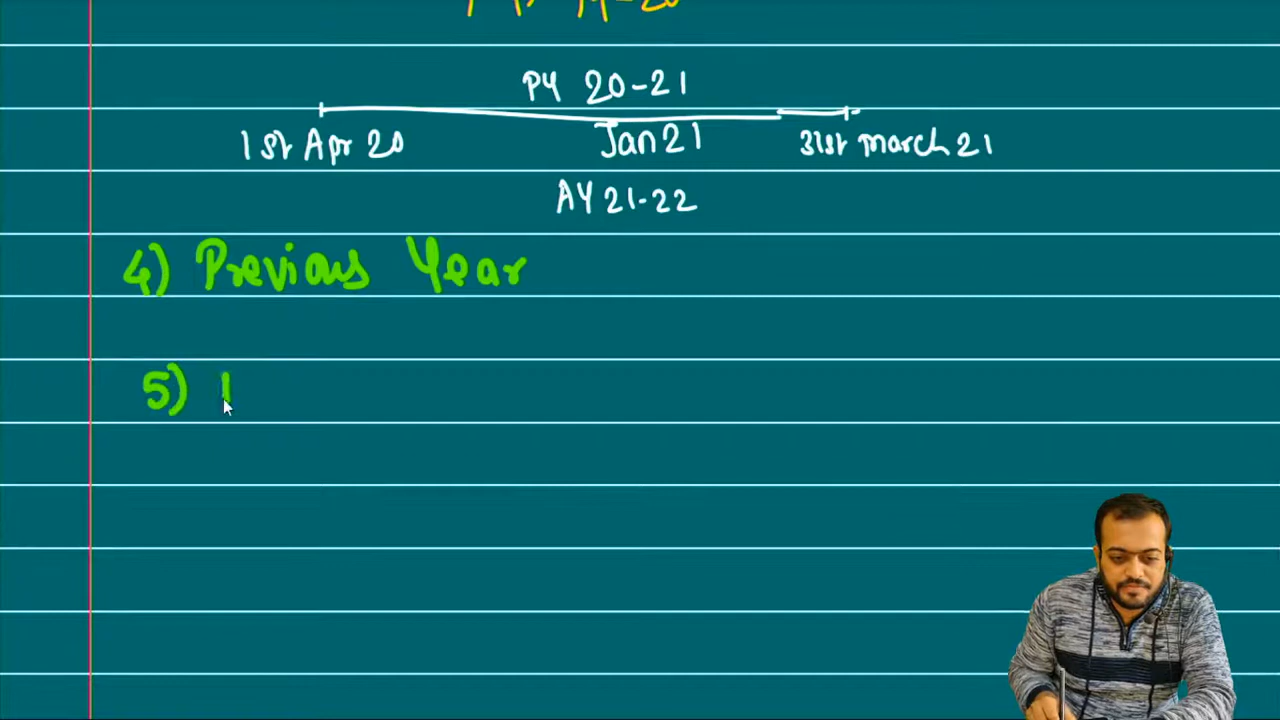 PY 20-21
1st Apr 20 Jan 21 31st march 21
AY 21-22
4) Previous Year
5)